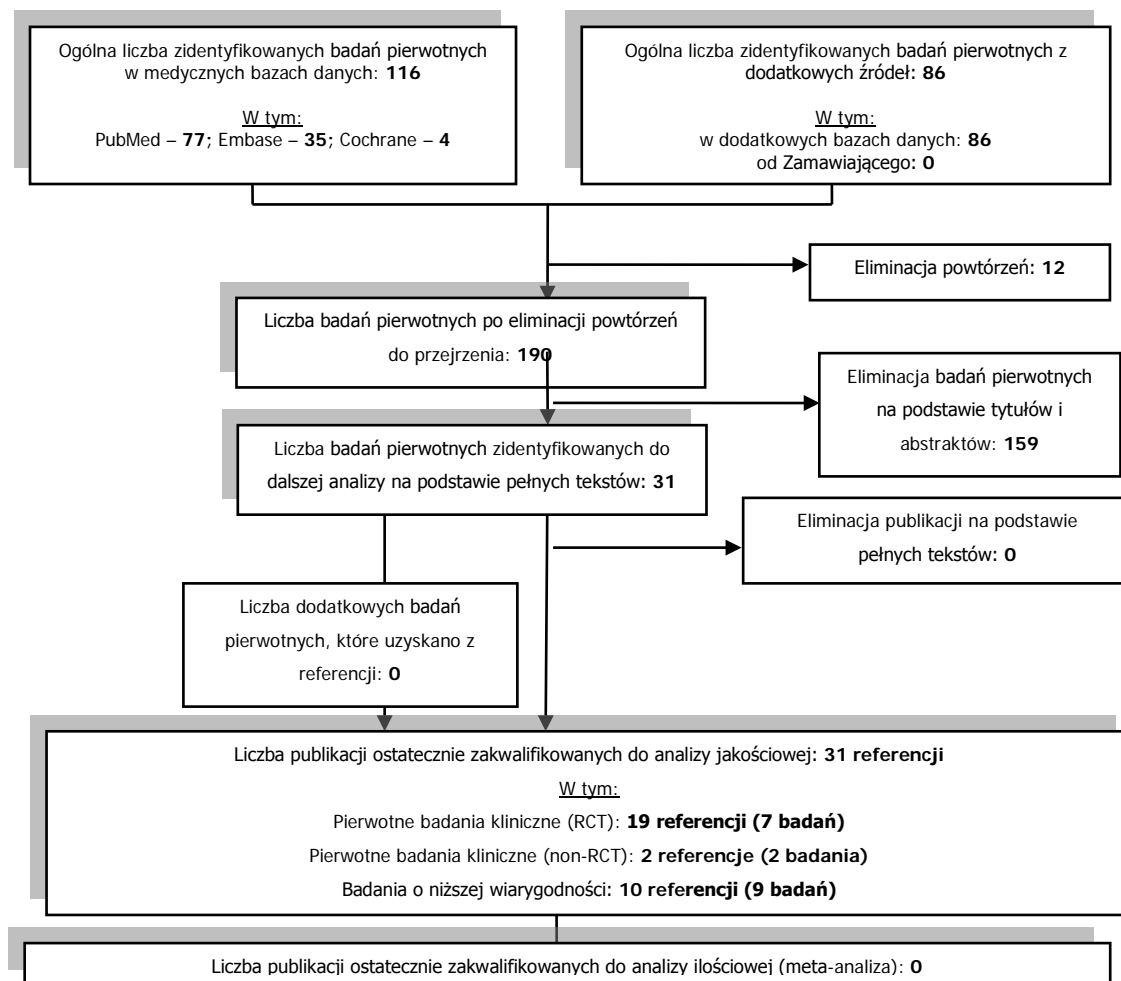 Ogólna liczba zidentyfikowanych badań pierwotnych
w medycznych bazach danych: 116
W tym:
PubMed – 77; Embase – 35; Cochrane – 4
Ogólna liczba zidentyfikowanych badań pierwotnych z
dodatkowych źródeł: 86
W tym:
w dodatkowych bazach danych: 86
od Zamawiającego: 0
Eliminacja powtórzeń: 12
Liczba badań pierwotnych po eliminacji powtórzeń
do przejrzenia: 190
Eliminacja badań pierwotnych
na podstawie tytułów i
abstraktów: 159
Liczba badań pierwotnych zidentyfikowanych do
dalszej analizy na podstawie pełnych tekstów: 31
Eliminacja publikacji na podstawie
pełnych tekstów: 0
Liczba dodatkowych badań
pierwotnych, które uzyskano z
referencji: 0
Liczba publikacji ostatecznie zakwalifikowanych do analizy jakościowej: 31 referencji
W tym:
Pierwotne badania kliniczne (RCT): 19 referencji (7 badań)
Pierwotne badania kliniczne (non-RCT): 2 referencje (2 badania)
Badania o niższej wiarygodności: 10 referencji (9 badań)
Liczba publikacji ostatecznie zakwalifikowanych do analizy ilościowej (meta-analiza): 0